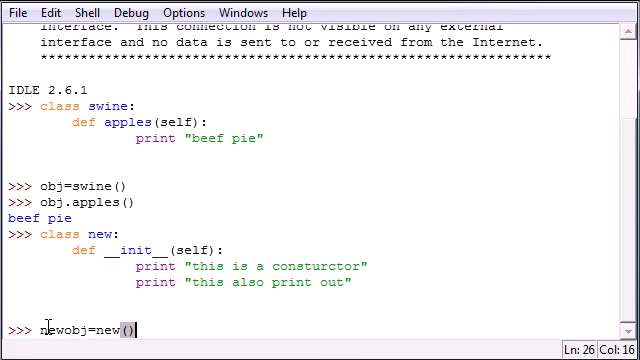 File Edit Shell Debug Options Windows Help
interface. This connection is not visible on any external
interface and no data is sent to or received from the Internet.
****************************************************************
IDLE 2.6.1
>>> class swine:
def apples(self):
print "beef pie"
>>> obj=swine()
>>> obj.apples()
beef pie
>>> class new:
def __init__(self):
print "this is a consturctor"
print "this also print out"
>>> newobj=new()
Ln: 26 Col: 16